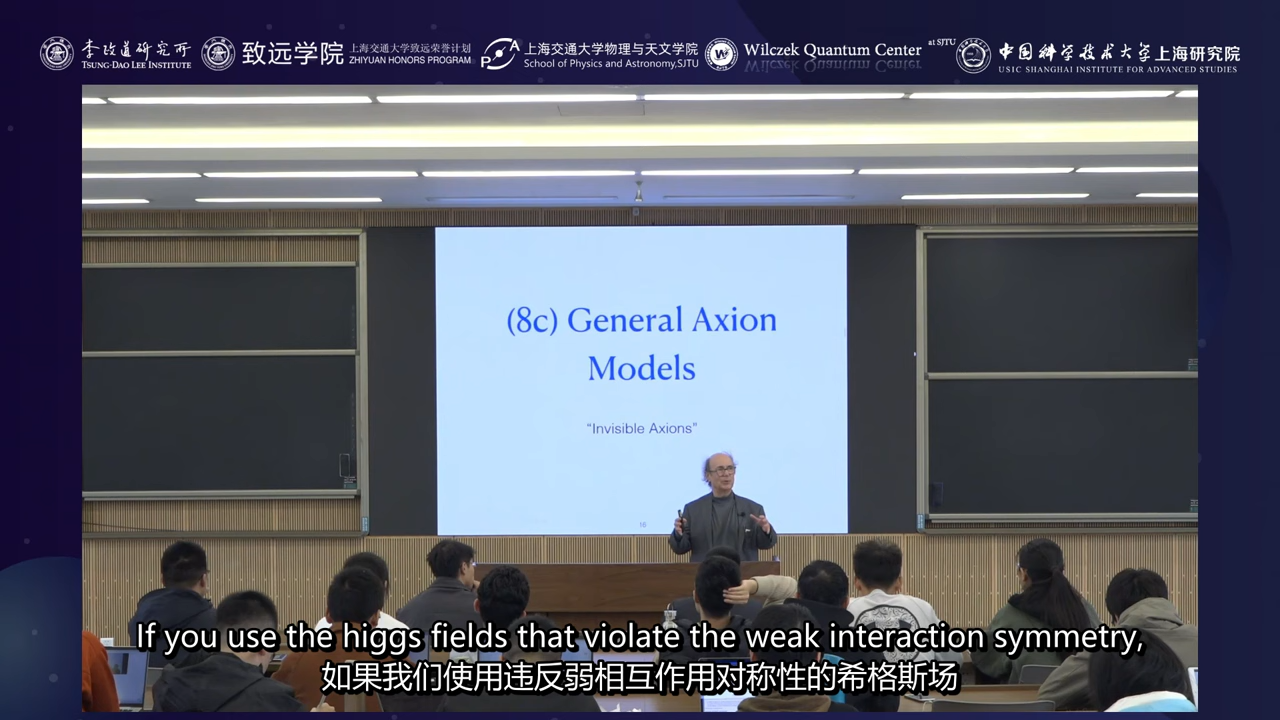 李政道研究所
TSUNG-DAO LEE INSTITUTE
致远学院
上海交通大学致远荣誉计划
ZHIYUAN HONORS PROGRAM
上海交通大学物理与天文学院
School of Physics and Astronomy,SJTU
Wilczek Quantum Center
at SJTU
中国科学技术大学上海研究院
USTC SHANGHAI INSTITUTE FOR ADVANCED STUDIES
(8c) General Axion
Models
“Invisible Axions”
16
If you use the higgs fields that violate the weak interaction symmetry,
如果我们使用违反弱相互作用对称性的希格斯场